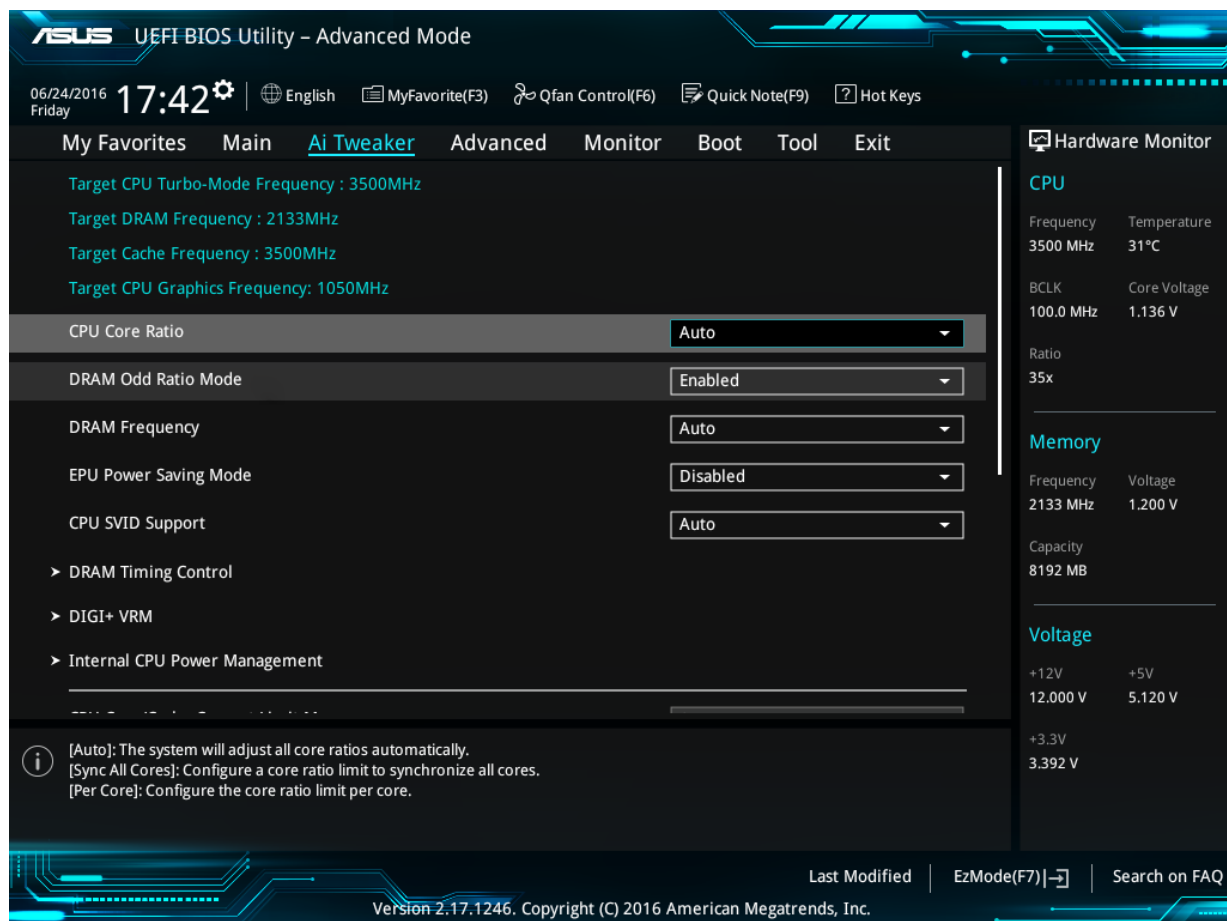 ASUS UEFI BIOS Utility – Advanced Mode
06/24/2016 Friday 17:42 English MyFavorite(F3) Qfan Control(F6) Quick Note(F9) ? Hot Keys
My Favorites Main Ai Tweaker Advanced Monitor Boot Tool Exit
Target CPU Turbo-Mode Frequency : 3500MHz
Target DRAM Frequency : 2133MHz
Target Cache Frequency : 3500MHz
Target CPU Graphics Frequency: 1050MHz
CPU Core Ratio Auto
DRAM Odd Ratio Mode Enabled
DRAM Frequency Auto
EPU Power Saving Mode Disabled
CPU SVID Support Auto
> DRAM Timing Control
> DIGI+ VRM
> Internal CPU Power Management
[Auto]: The system will adjust all core ratios automatically.
[Sync All Cores]: Configure a core ratio limit to synchronize all cores.
[Per Core]: Configure the core ratio limit per core.
Hardware Monitor
CPU
Frequency Temperature
3500 MHz 31°C
BCLK Core Voltage
100.0 MHz 1.136 V
Ratio
35x
Memory
Frequency Voltage
2133 MHz 1.200 V
Capacity
8192 MB
Voltage
+12V +5V
12.000 V 5.120 V
+3.3V
3.392 V
Last Modified EzMode(F7) Search on FAQ
Version 2.17.1246. Copyright (C) 2016 American Megatrends, Inc.